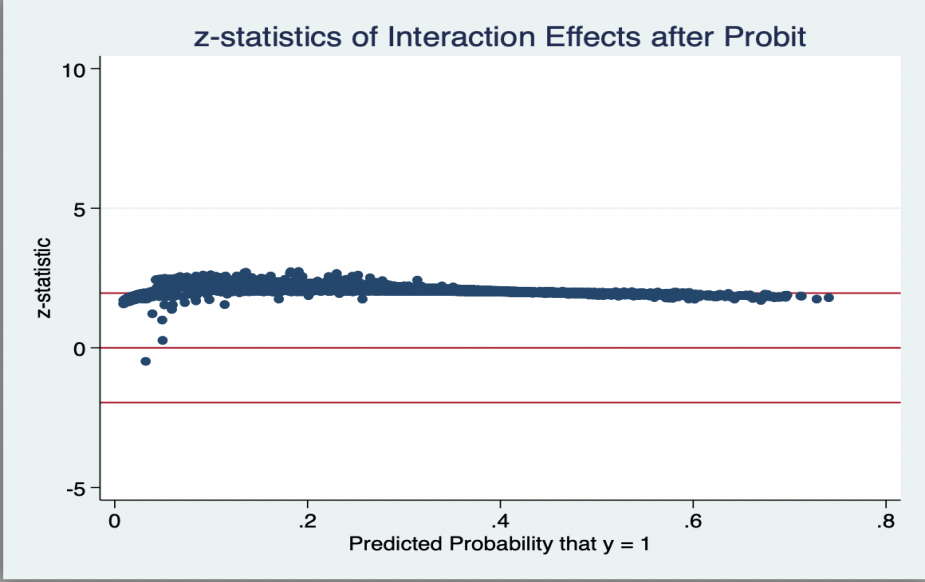 z-statistics of Interaction Effects after Probit
10
5
0
-5
z-statistic
0 .2 .4 .6 .8
Predicted Probability that y = 1